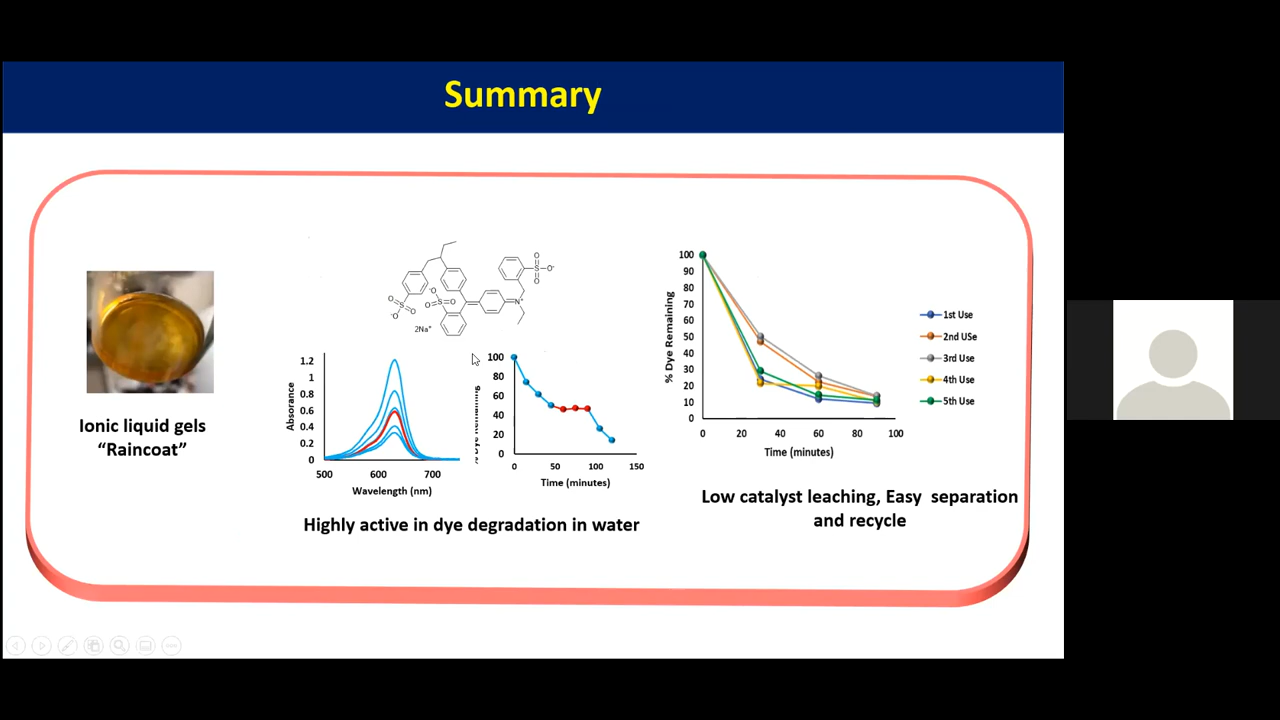 Summary
Ionic liquid gels
“Raincoat”
2Na⁺
Absorance
1.2
1
0.8
0.6
0.4
0.2
0
500 600 700
Wavelength (nm)
100
80
60
40
20
0
0 50 100 150
Time (minutes)
Highly active in dye degradation in water
% Dye Remaining
100
90
80
70
60
50
40
30
20
10
0
0 20 40 60 80 100
Time (minutes)
1st Use
2nd USe
3rd Use
4th Use
5th Use
Low catalyst leaching, Easy separation
and recycle